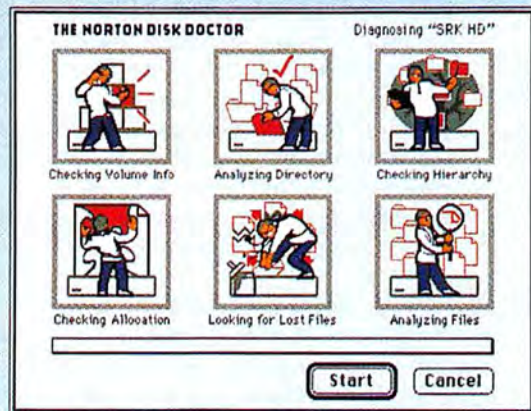 THE NORTON DISK DOCTOR
Diagnosing "SRK HD"
Checking Volume Info
Analyzing Directory
Checking Hierarchy
Checking Allocation
Looking for Lost Files
Analyzing Files
Start
Cancel